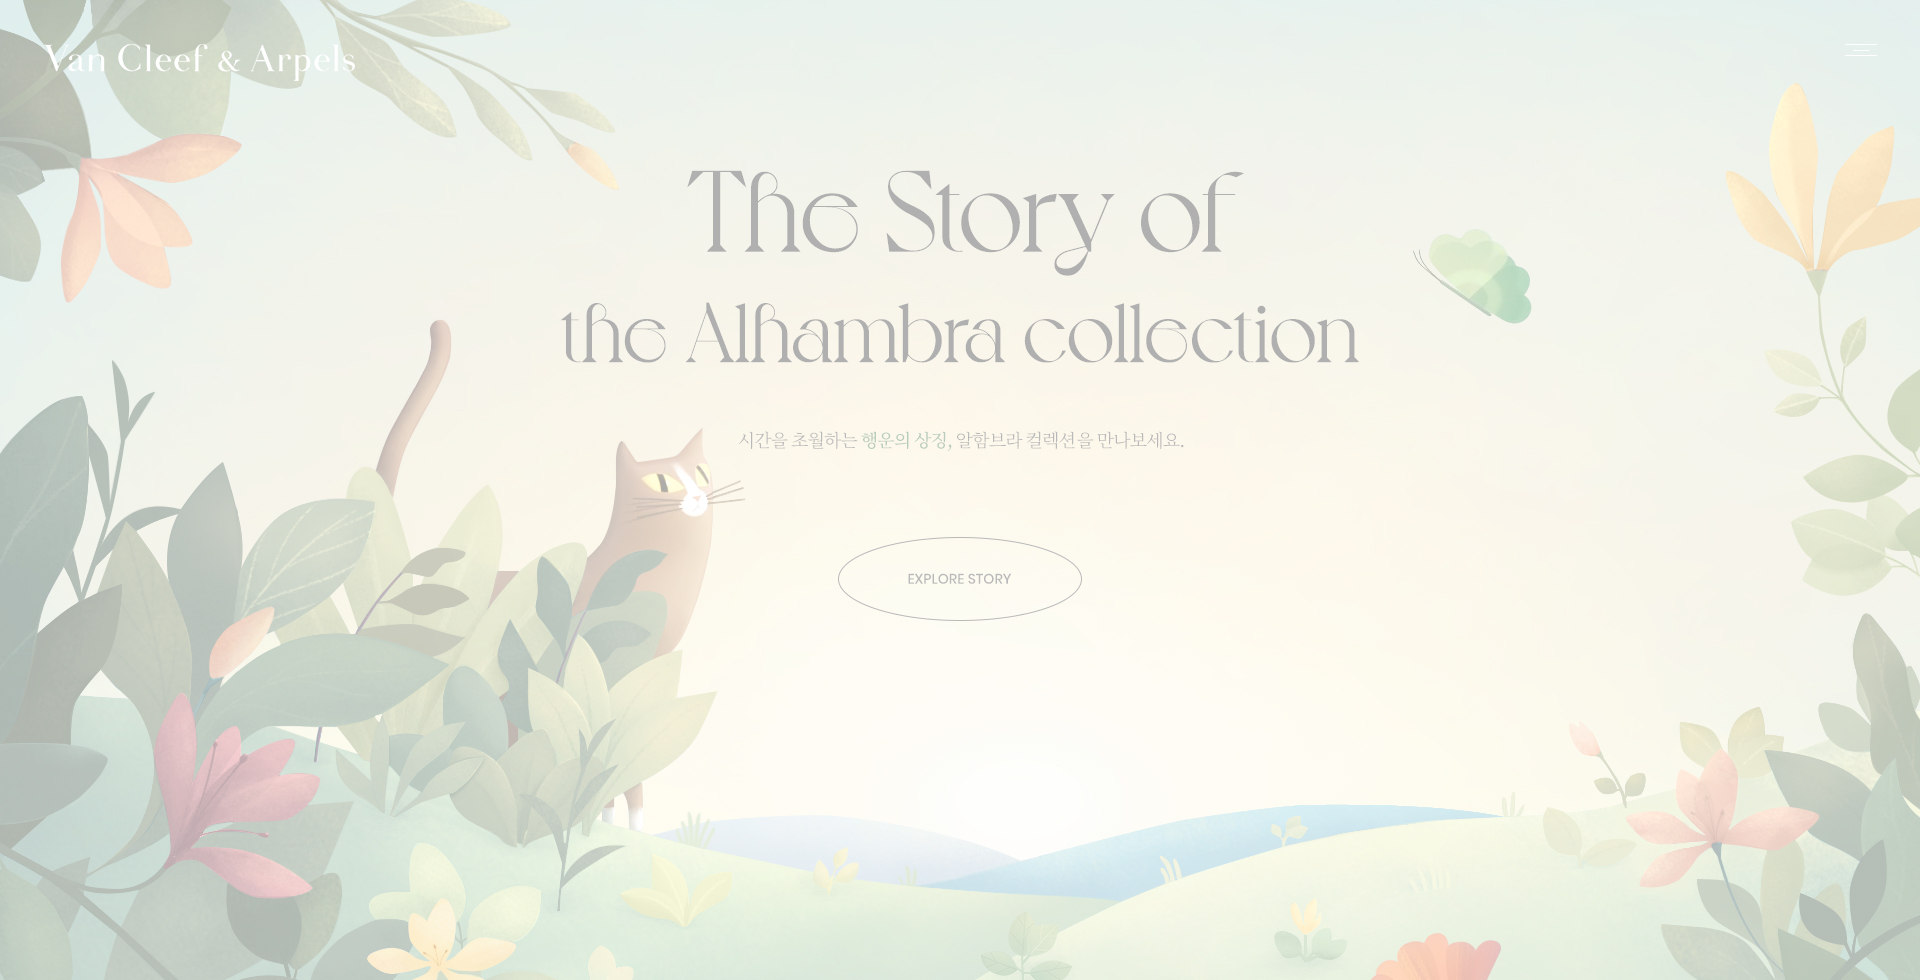 Van Cleef & Arpels
The Story of
the Alhambra collection
시간을 초월하는 행운의 상징, 알함브라 컬렉션을 만나보세요.
EXPLORE STORY